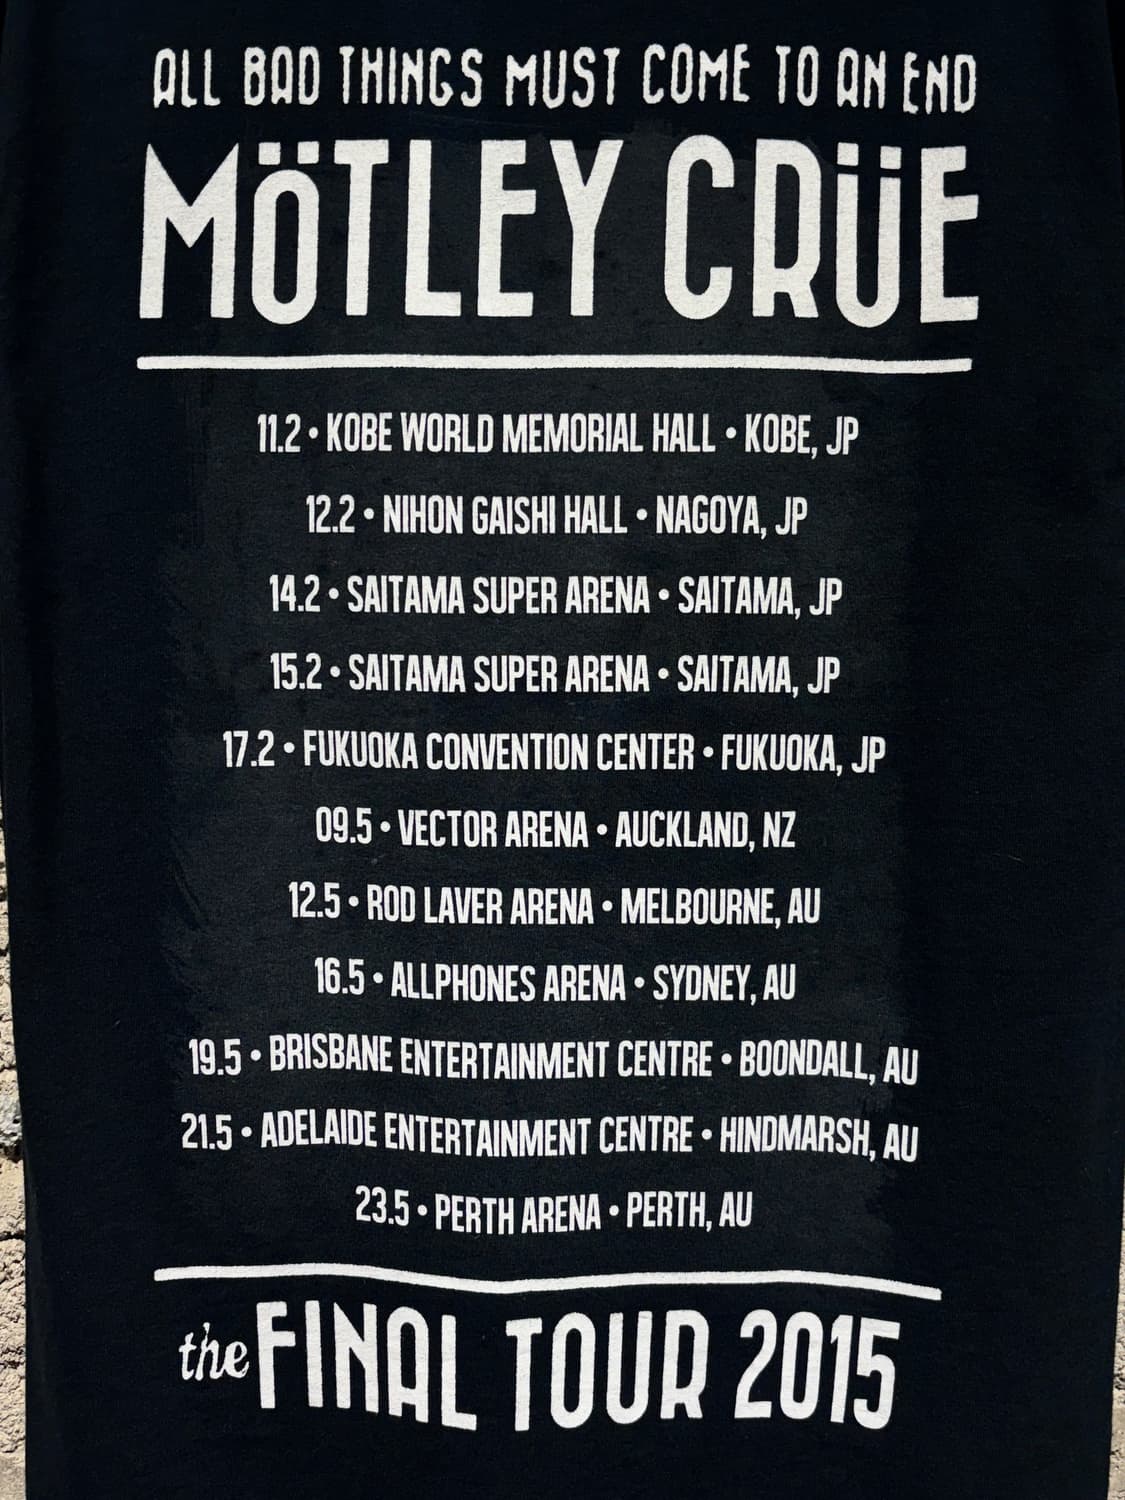 ALL BAD THINGS MUST COME TO AN END
MÖTLEY CRÜE
11.2 • KOBE WORLD MEMORIAL HALL • KOBE, JP
12.2 • NIHON GAISHI HALL • NAGOYA, JP
14.2 • SAITAMA SUPER ARENA • SAITAMA, JP
15.2 • SAITAMA SUPER ARENA • SAITAMA, JP
17.2 • FUKUOKA CONVENTION CENTER • FUKUOKA, JP
09.5 • VECTOR ARENA • AUCKLAND, NZ
12.5 • ROD LAVER ARENA • MELBOURNE, AU
16.5 • ALLPHONES ARENA • SYDNEY, AU
19.5 • BRISBANE ENTERTAINMENT CENTRE • BOONDALL, AU
21.5 • ADELAIDE ENTERTAINMENT CENTRE • HINDMARSH, AU
23.5 • PERTH ARENA • PERTH, AU
the FINAL TOUR 2015